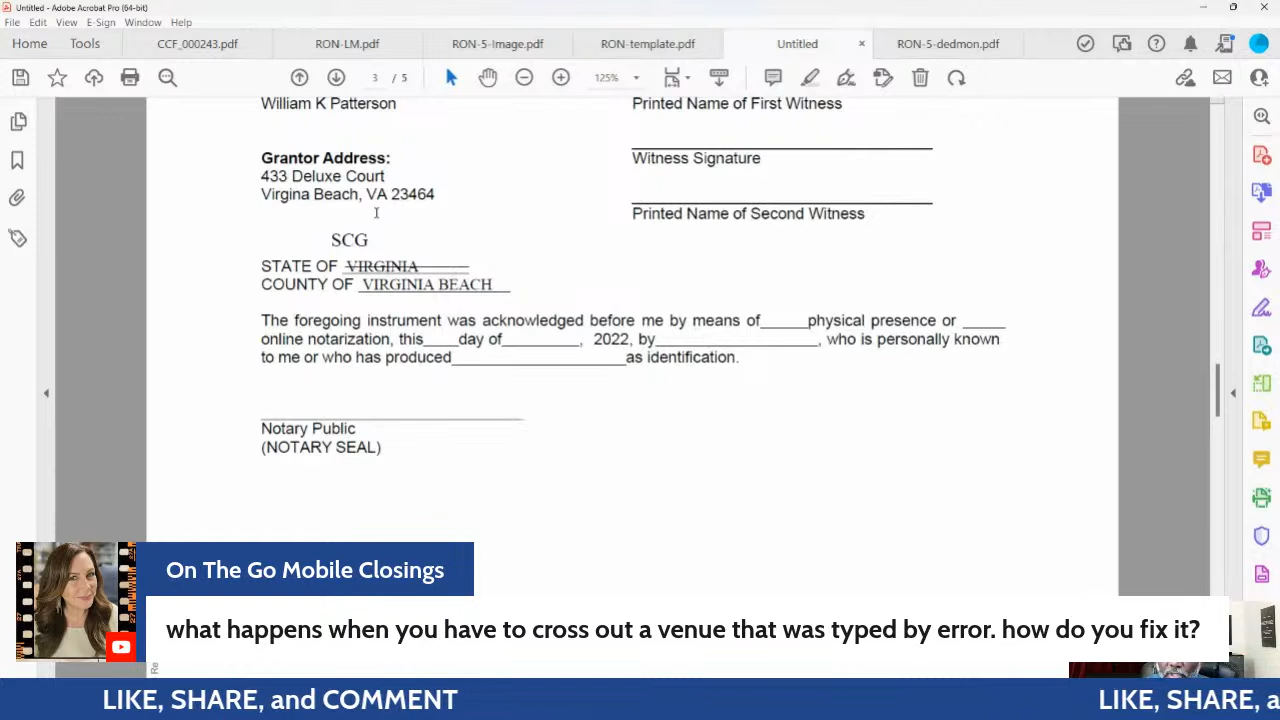 Untitled - Adobe Acrobat Pro (64-bit)
File Edit View E-Sign Window Help
Home Tools CCF_000243.pdf RON-LM.pdf RON-5-Image.pdf RON-template.pdf Untitled × RON-5-dedmon.pdf
3 / 5 125%
William K Patterson Printed Name of First Witness
Grantor Address: Witness Signature
433 Deluxe Court
Virgina Beach, VA 23464
Printed Name of Second Witness
SCG
STATE OF VIRGINIA
COUNTY OF VIRGINIA BEACH
The foregoing instrument was acknowledged before me by means of_____physical presence or _____
online notarization, this____day of________, 2022, by_________________, who is personally known
to me or who has produced__________________as identification.
Notary Public
(NOTARY SEAL)
On The Go Mobile Closings
what happens when you have to cross out a venue that was typed by error. how do you fix it?
Re
LIKE, SHARE, and COMMENT LIKE, SHARE, a